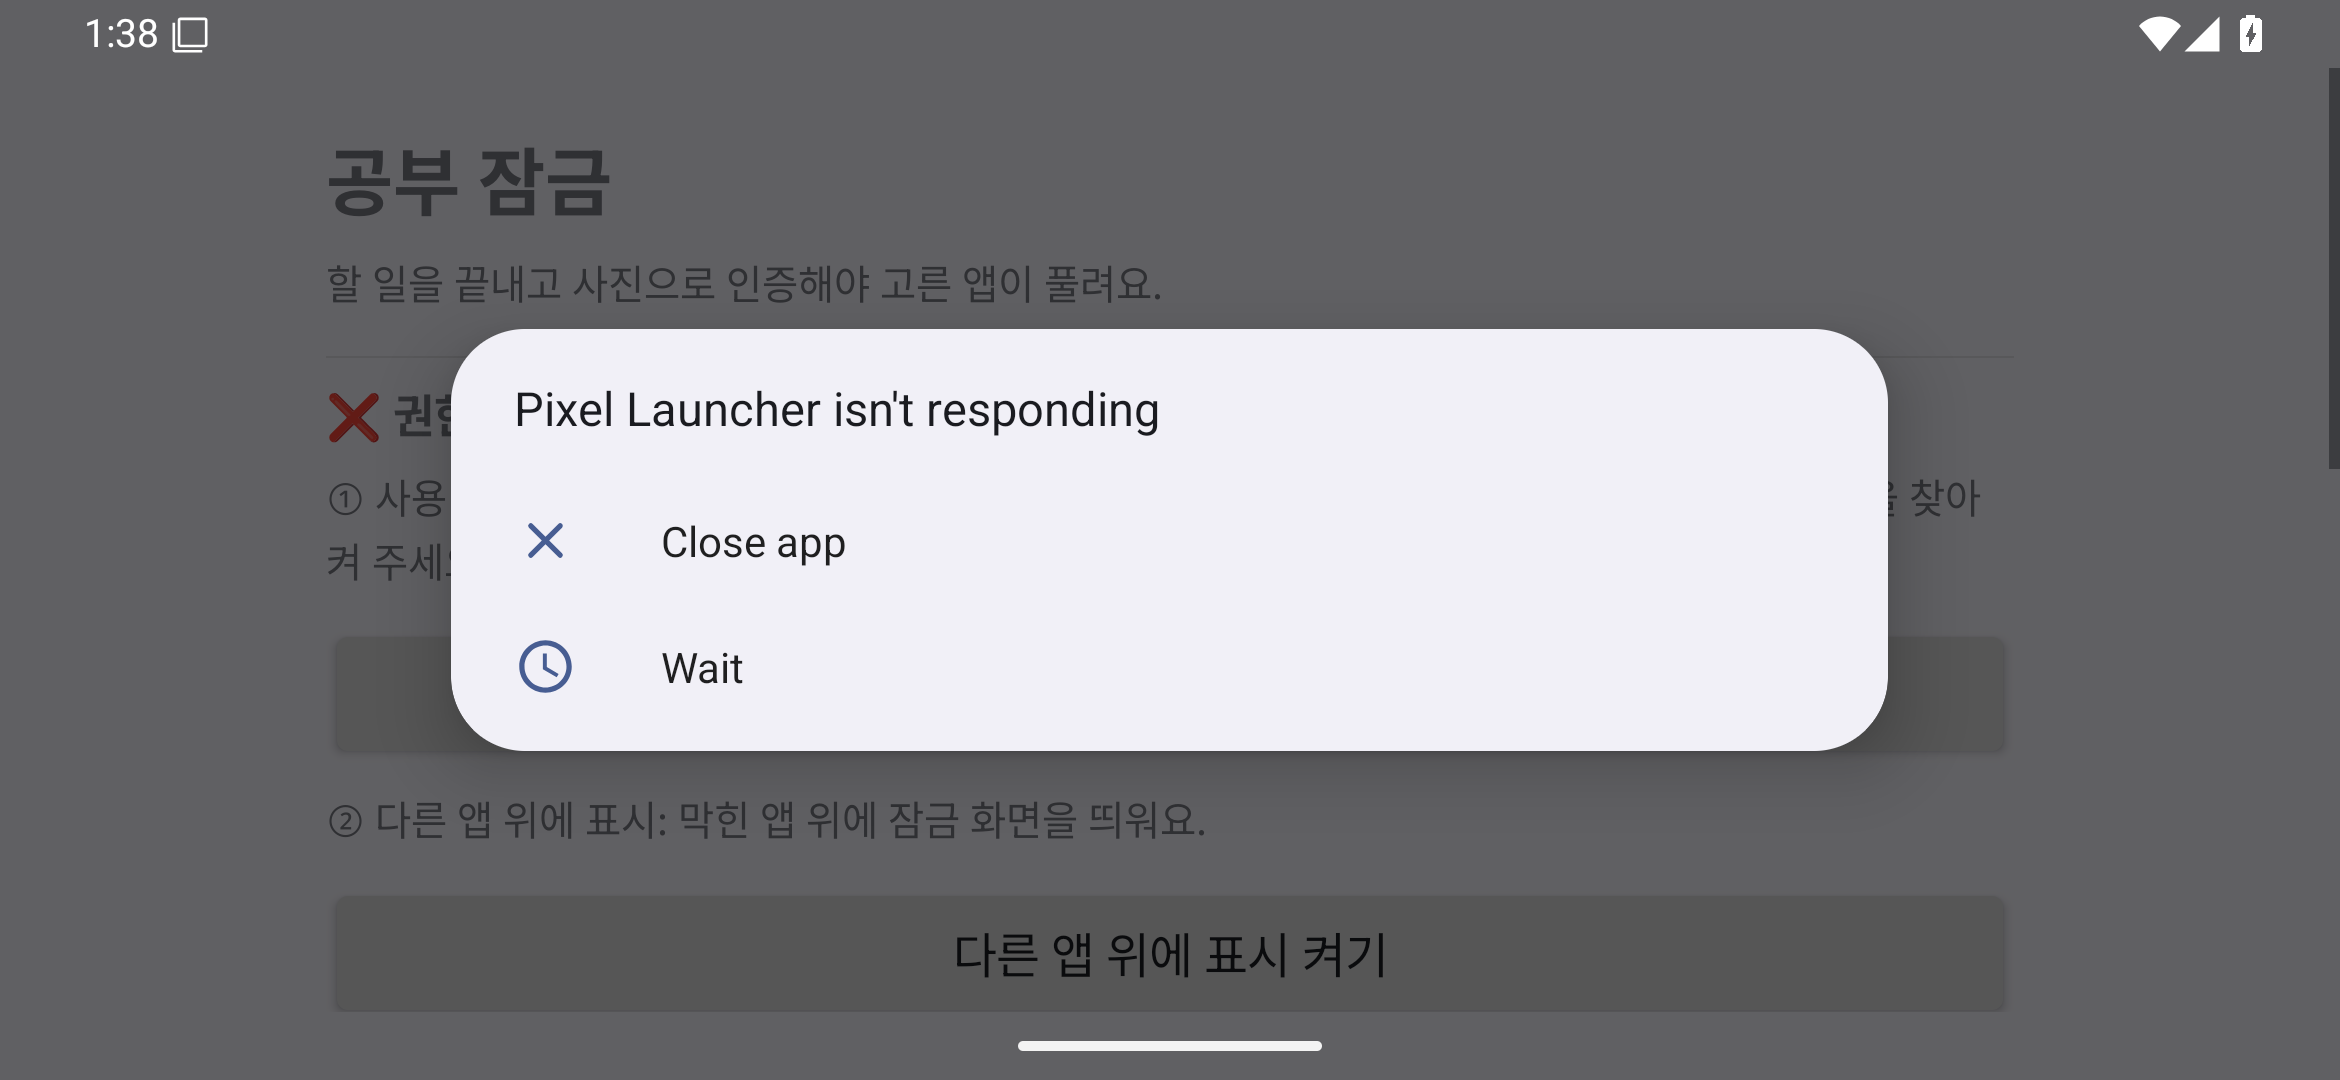 1:38
공부 잠금
할 일을 끝내고 사진으로 인증해야 고른 앱이 풀려요.
Pixel Launcher isn't responding
① 사용
찾아
켜 주세
Close app
Wait
② 다른 앱 위에 표시: 막힌 앱 위에 잠금 화면을 띄워요.
다른 앱 위에 표시 켜기